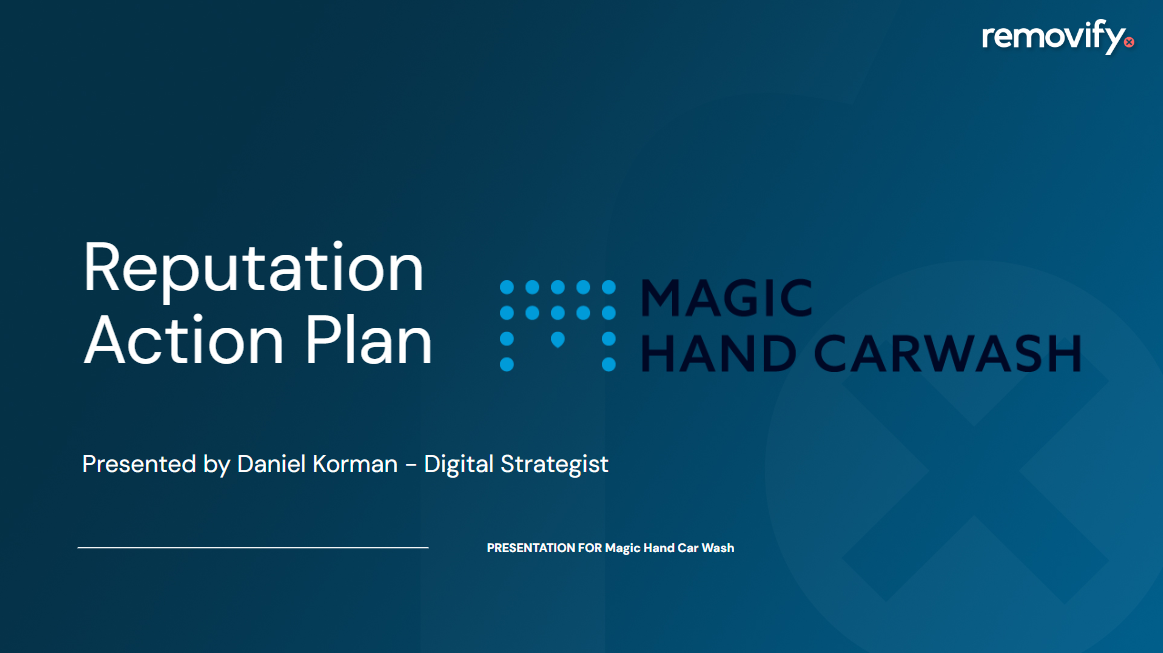 removify
Reputation
Action Plan
MAGIC
HAND CARWASH
Presented by Daniel Korman - Digital Strategist
PRESENTATION FOR Magic Hand Car Wash